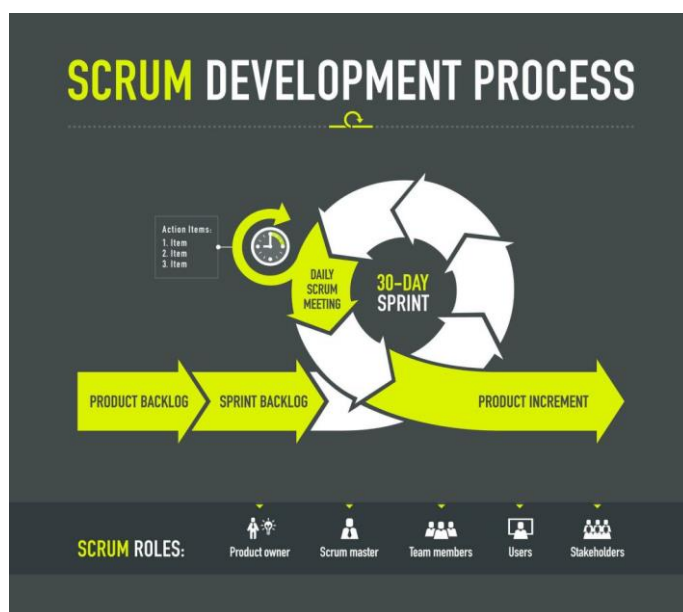 SCRUM DEVELOPMENT PROCESS
Action Items:
1. Item
2. Item
3. Item
DAILY
SCRUM
MEETING
30-DAY
SPRINT
PRODUCT BACKLOG
SPRINT BACKLOG
PRODUCT INCREMENT
SCRUM ROLES:
Product owner
Scrum master
Team members
Users
Stakeholders